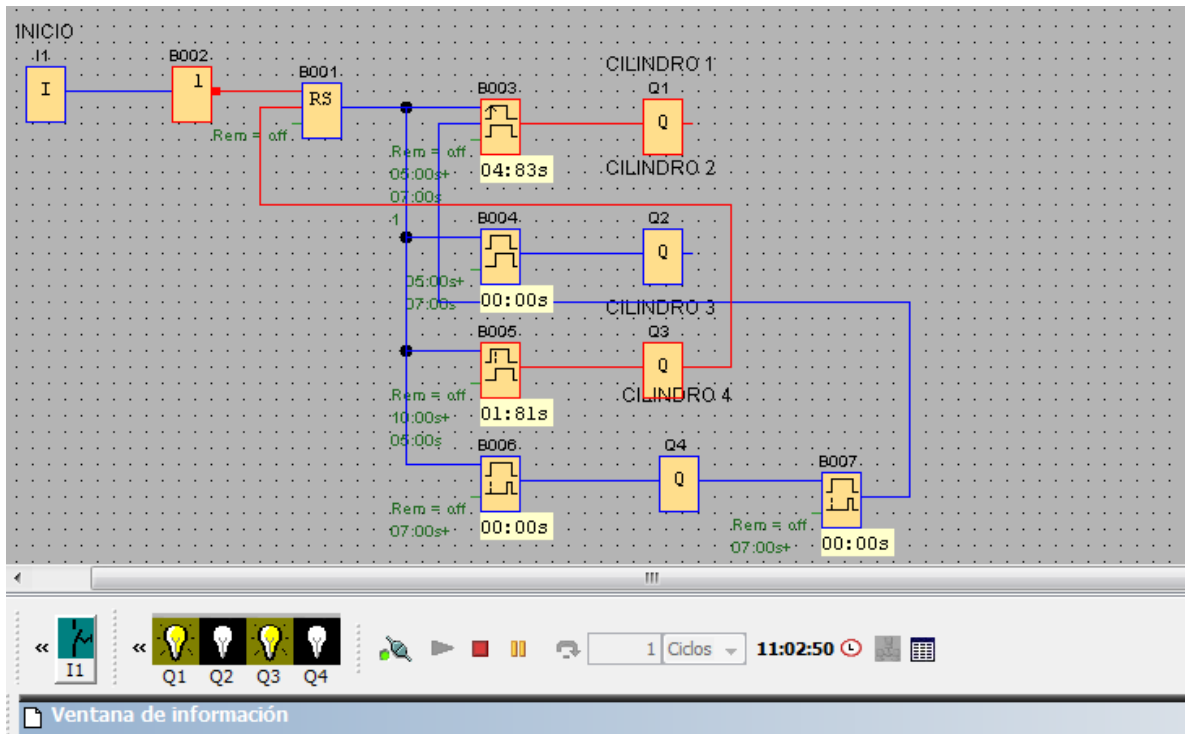 INICIO
I1
I
B002
1
B001
RS
Rem = off
CILINDRO 1
B003
Q1
Q
Rem = off
05:00s+
07:00s
1
04:83s
CILINDRO 2
B004
Q2
Q
05:00s+
07:00s
00:00s
CILINDRO 3
B005
Q3
Q
Rem = off
10:00s+
05:00s
01:81s
CILINDRO 4
B006
Q4
Q
Rem = off
07:00s+
00:00s
B007
Rem = off
07:00s+
00:00s
« I1 « Q1 Q2 Q3 Q4
1 Ciclos 11:02:50
Ventana de información